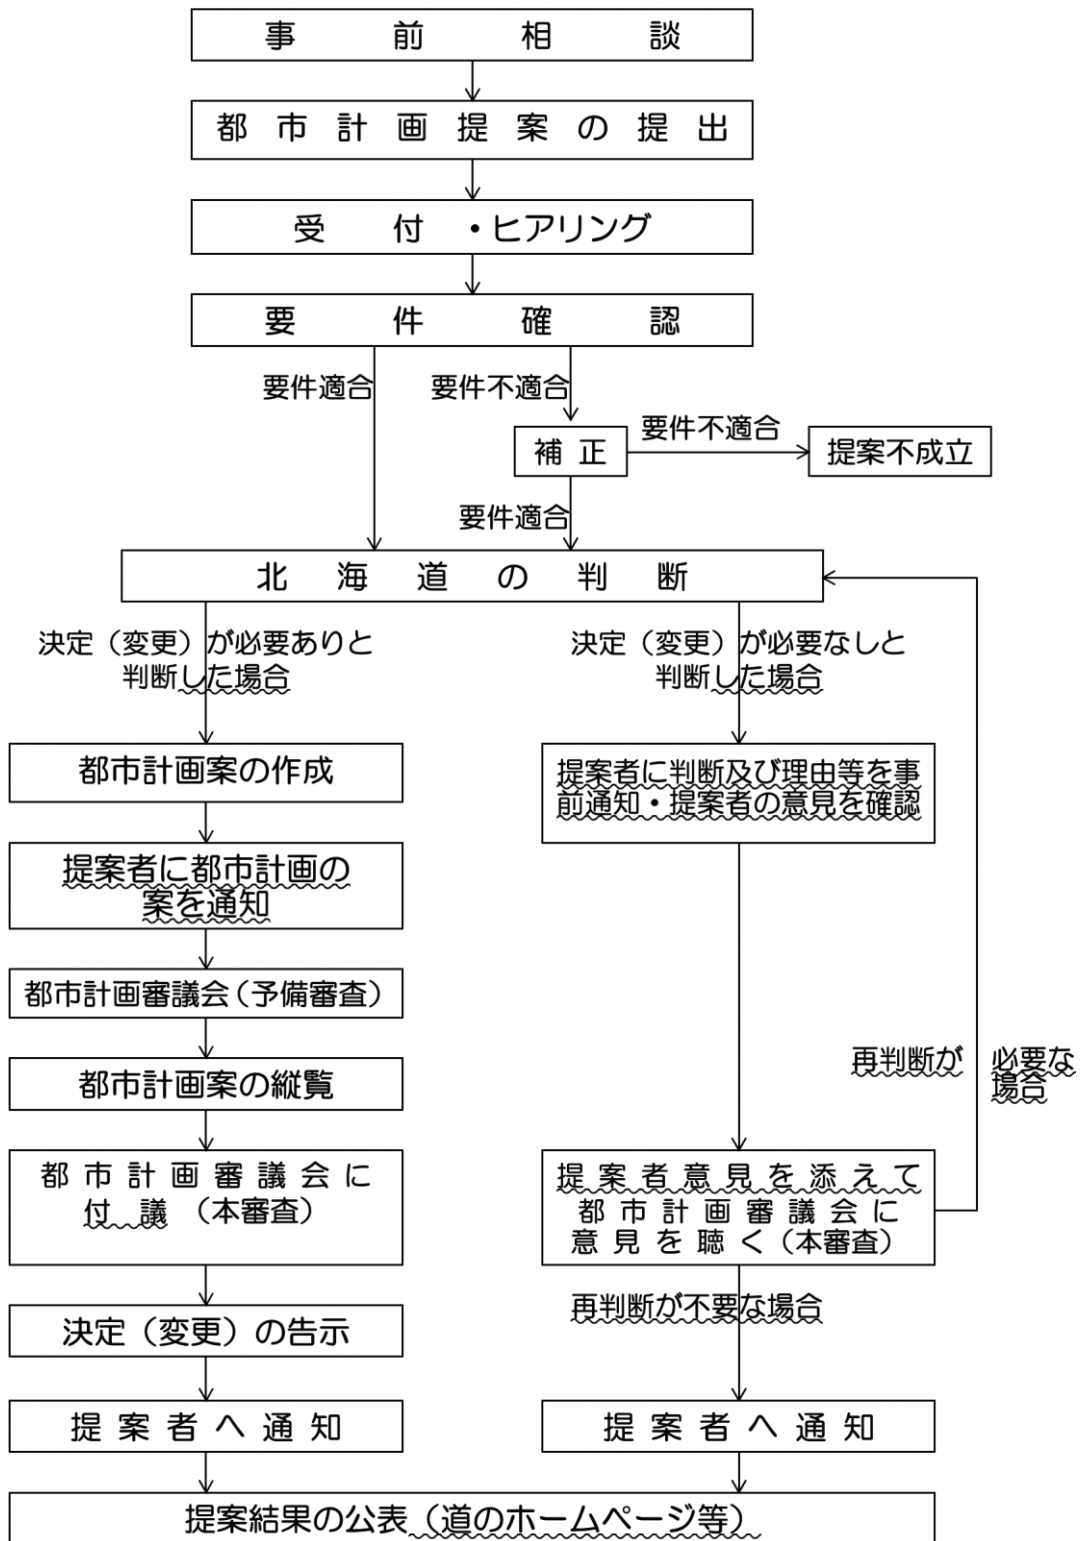 事前相談
都市計画提案の提出
受付・ヒアリング
要件確認
要件適合
要件不適合
補正
要件不適合
提案不成立
要件適合
北海道の判断
決定（変更）が必要ありと
判断した場合
決定（変更）が必要なしと
判断した場合
都市計画案の作成
提案者に都市計画の
案を通知
都市計画審議会（予備審査）
都市計画案の縦覧
都市計画審議会に
付議（本審査）
決定（変更）の告示
提案者へ通知
提案者に判断及び理由等を事
前通知・提案者の意見を確認
再判断が必要な
場合
提案者意見を添えて
都市計画審議会に
意見を聴く（本審査）
再判断が不要な場合
提案者へ通知
提案結果の公表（道のホームページ等）